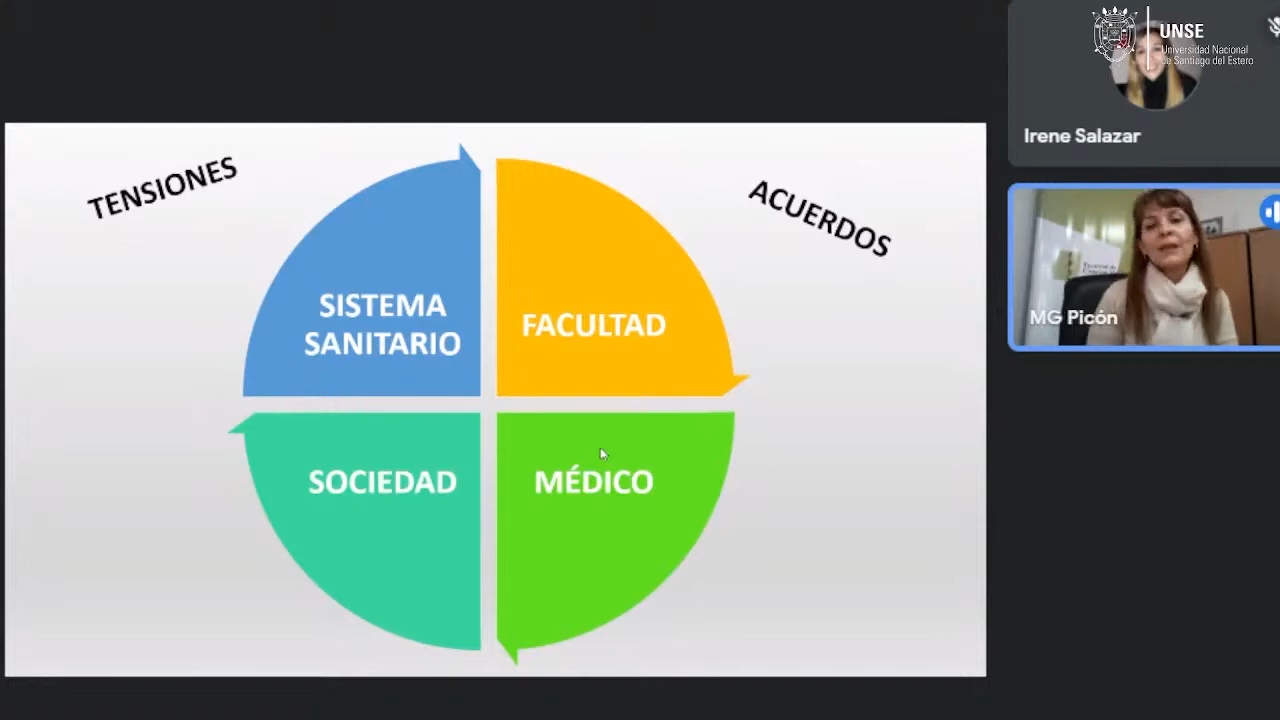 TENSIONES
ACUERDOS
SISTEMA
SANITARIO
FACULTAD
SOCIEDAD
MÉDICO
UNSE
Universidad Nacional
de Santiago del Estero
Irene Salazar
MG Picón